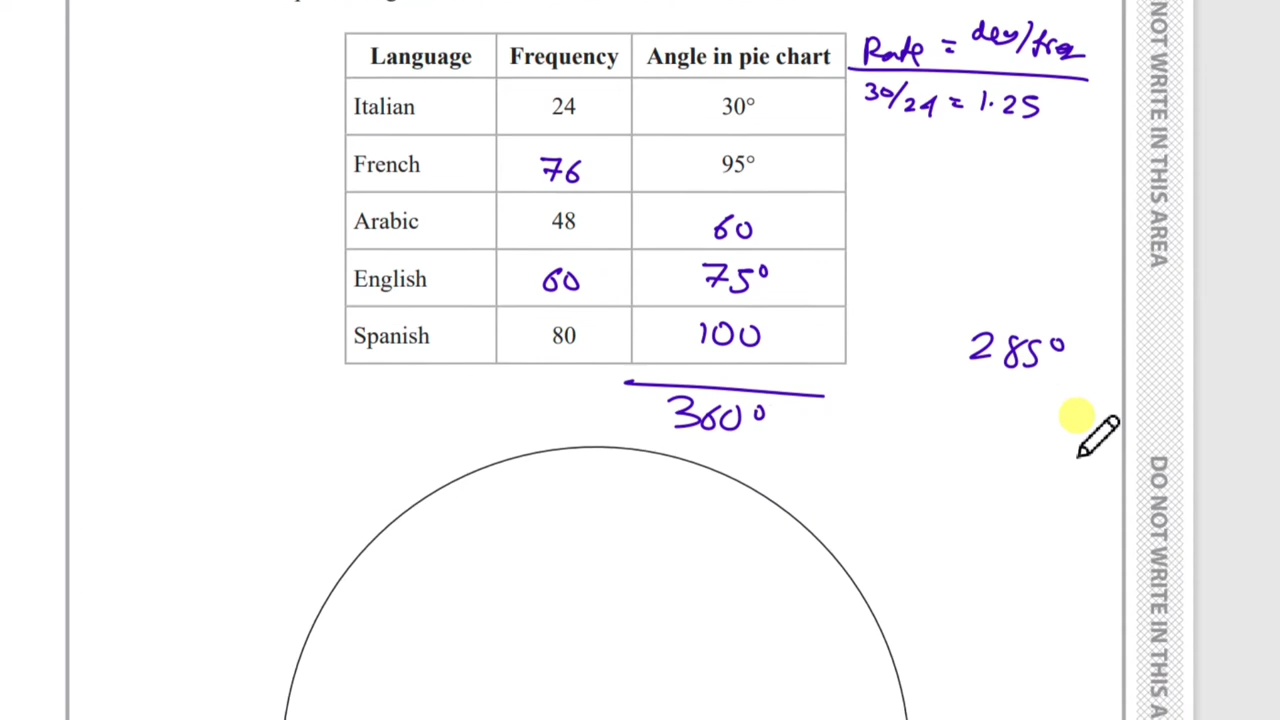 Language Frequency Angle in pie chart
Rate = deg/freq
Italian 24 30°
30/24 = 1.25
French 76 95°
Arabic 48 60
English 60 75°
Spanish 80 100
285°
360°
NOT WRITE IN THIS AREA
DO NOT WRITE IN THIS A